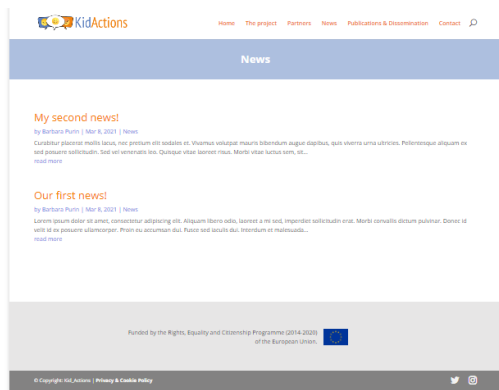 KidActions
Home The project Partners News Publications & Dissemination Contact
News
My second news!
by Barbara Purin | Mar 8, 2021 | News
Curabitur placerat mollis lacus, nec pretium elit sodales et. Vivamus volutpat mauris bibendum augue dapibus, quis viverra urna ultricies. Pellentesque aliquam ex
sed posuere sollicitudin. Sed vel venenatis leo. Quisque vitae laoreet risus. Morbi vitae luctus sem, sit...
read more
Our first news!
by Barbara Purin | Mar 8, 2021 | News
Lorem ipsum dolor sit amet, consectetur adipiscing elit. Aliquam libero odio, laoreet a mi sed, imperdiet sollicitudin erat. Morbi convallis dictum pulvinar. Donec id
velit id ex posuere ullamcorper. Proin eu accumsan dui. Fusce sed iaculis dui. Interdum et malesuada...
read more
Funded by the Rights, Equality and Citizenship Programme (2014-2020)
of the European Union.
© Copyright: Kid_Actions | Privacy & Cookie Policy